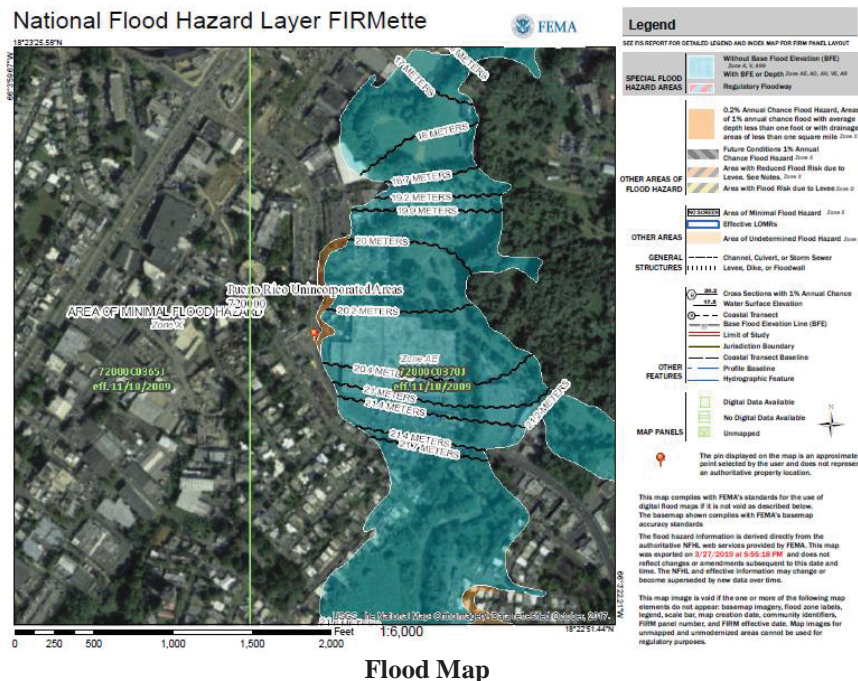 National Flood Hazard Layer FIRMette
FEMA
18°23'25.58"N
66°3'59.67"W
17 METERS
METERS
18 METERS
18.7 METERS
19.2 METERS
19.9 METERS
20 METERS
Puerto Rico Unincorporated Areas
720000
AREA OF MINIMAL FLOOD HAZARD
Zone X
20.2 METERS
Zone AE
72000C0365J
eff.11/18/2009
20.4 METERS
72000C0370J
eff.11/18/2009
21 METERS
21.4 METERS
21.2 METERS
21.4 METERS
21.7 METERS
USGS The National Map: Orthoimagery. Data refreshed October, 2017.
66°3'22.21"W
18°22'51.44"N
Feet
1:6,000
0 250 500 1,000 1,500 2,000
Legend
SEE FIS REPORT FOR DETAILED LEGEND AND INDEX MAP FOR FIRM PANEL LAYOUT
SPECIAL FLOOD
HAZARD AREAS
Without Base Flood Elevation (BFE)
Zone A, V, A99
With BFE or Depth Zone AE, AO, AH, VE, AR
Regulatory Floodway
OTHER AREAS OF
FLOOD HAZARD
0.2% Annual Chance Flood Hazard, Areas
of 1% annual chance flood with average
depth less than one foot or with drainage
areas of less than one square mile Zone X
Future Conditions 1% Annual
Chance Flood Hazard Zone X
Area with Reduced Flood Risk due to
Levee. See Notes. Zone X
Area with Flood Risk due to Levee Zone D
OTHER AREAS
NO SCREEN Area of Minimal Flood Hazard Zone X
Effective LOMRs
Area of Undetermined Flood Hazard Zone
GENERAL
STRUCTURES
Channel, Culvert, or Storm Sewer
Levee, Dike, or Floodwall
OTHER
FEATURES
20.2 Cross Sections with 1% Annual Chance
17.5 Water Surface Elevation
Coastal Transect
Base Flood Elevation Line (BFE)
Limit of Study
Jurisdiction Boundary
Coastal Transect Baseline
Profile Baseline
Hydrographic Feature
MAP PANELS
Digital Data Available
No Digital Data Available
Unmapped
N
The pin displayed on the map is an approximate
point selected by the user and does not represe
an authoritative property location.
This map complies with FEMA's standards for the use of
digital flood maps if it is not void as described below.
The basemap shown complies with FEMA's basemap
accuracy standards
The flood hazard information is derived directly from the
authoritative NFHL web services provided by FEMA. This map
was exported on 3/27/2019 at 5:55:18 PM and does not
reflect changes or amendments subsequent to this date and
time. The NFHL and effective information may change or
become superseded by new data over time.
This map image is void if the one or more of the following map
elements do not appear: basemap imagery, flood zone labels,
legend, scale bar, map creation date, community identifiers,
FIRM panel number, and FIRM effective date. Map images for
unmapped and unmodernized areas cannot be used for
regulatory purposes.
Flood Map